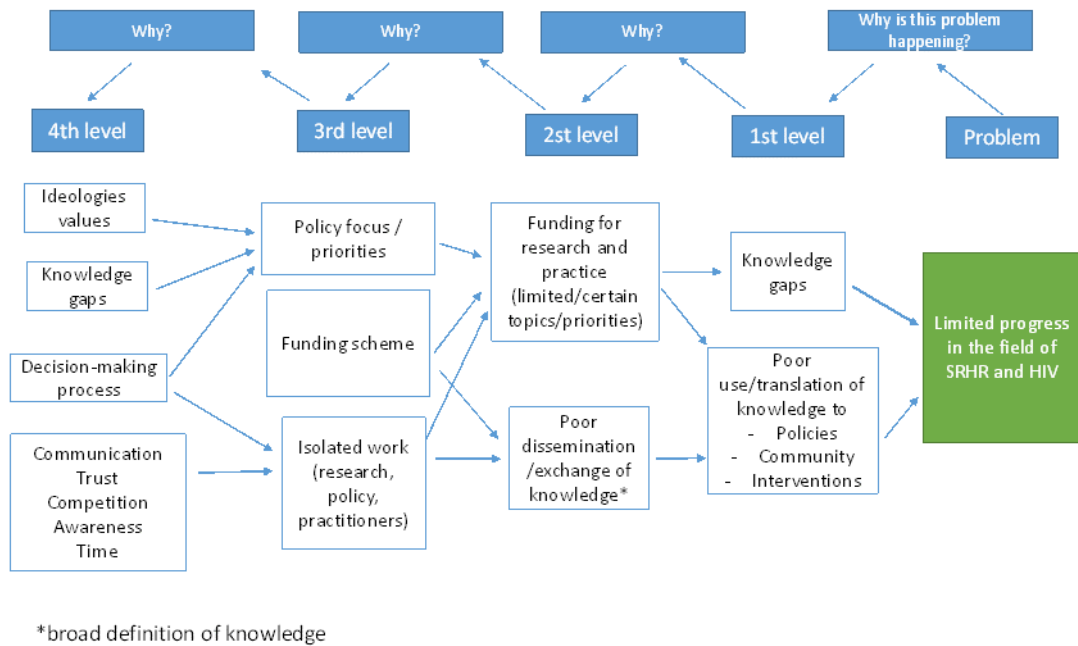 Why?
Why?
Why?
Why is this problem
happening?
4th level
3rd level
2st level
1st level
Problem
Ideologies
values
Knowledge
gaps
Decision-making
process
Communication
Trust
Competition
Awareness
Time
Policy focus /
priorities
Funding scheme
Isolated work
(research,
policy,
practitioners)
Funding for
research and
practice
(limited/certain
topics/priorities)
Poor
dissemination
/exchange of
knowledge*
Knowledge
gaps
Poor
use/translation of
knowledge to
- Policies
- Community
- Interventions
Limited progress
in the field of
SRHR and HIV
*broad definition of knowledge